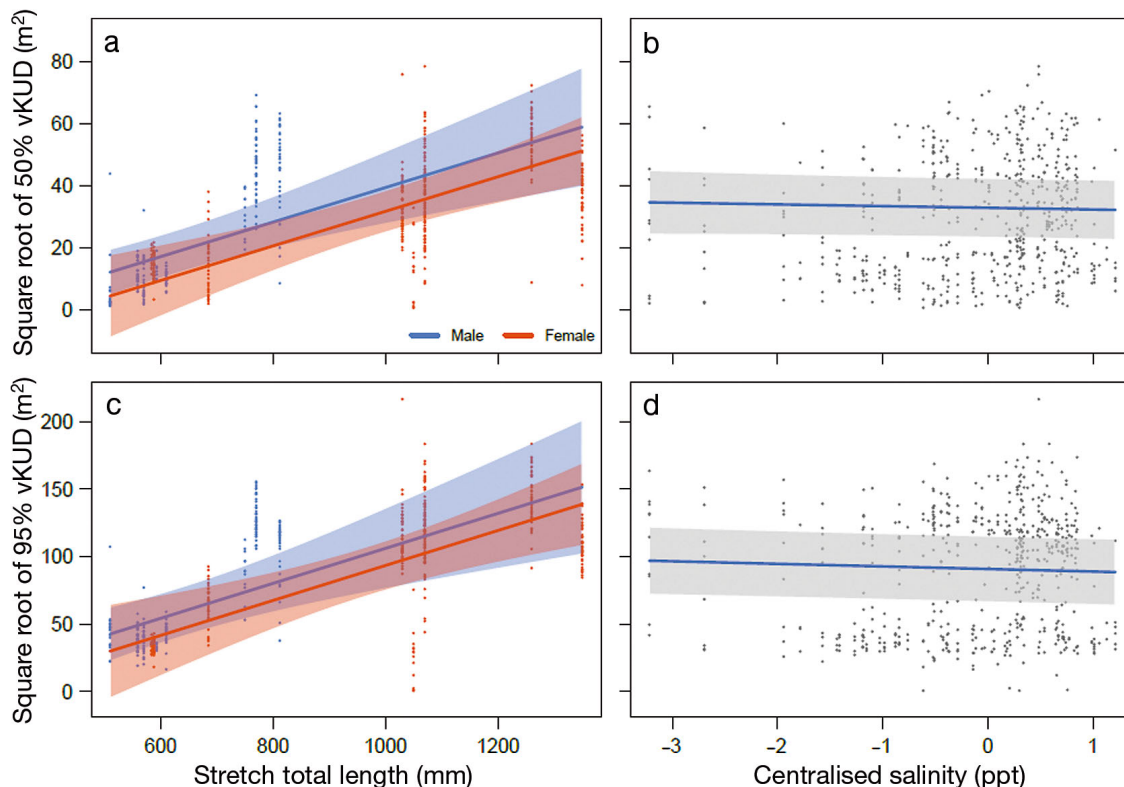 a
b
Square root of 50% vKUD (m²)
80
60
40
20
0
Male Female
c
d
Square root of 95% vKUD (m²)
200
150
100
50
0
600 800 1000 1200
−3 −2 −1 0 1
Stretch total length (mm)
Centralised salinity (ppt)